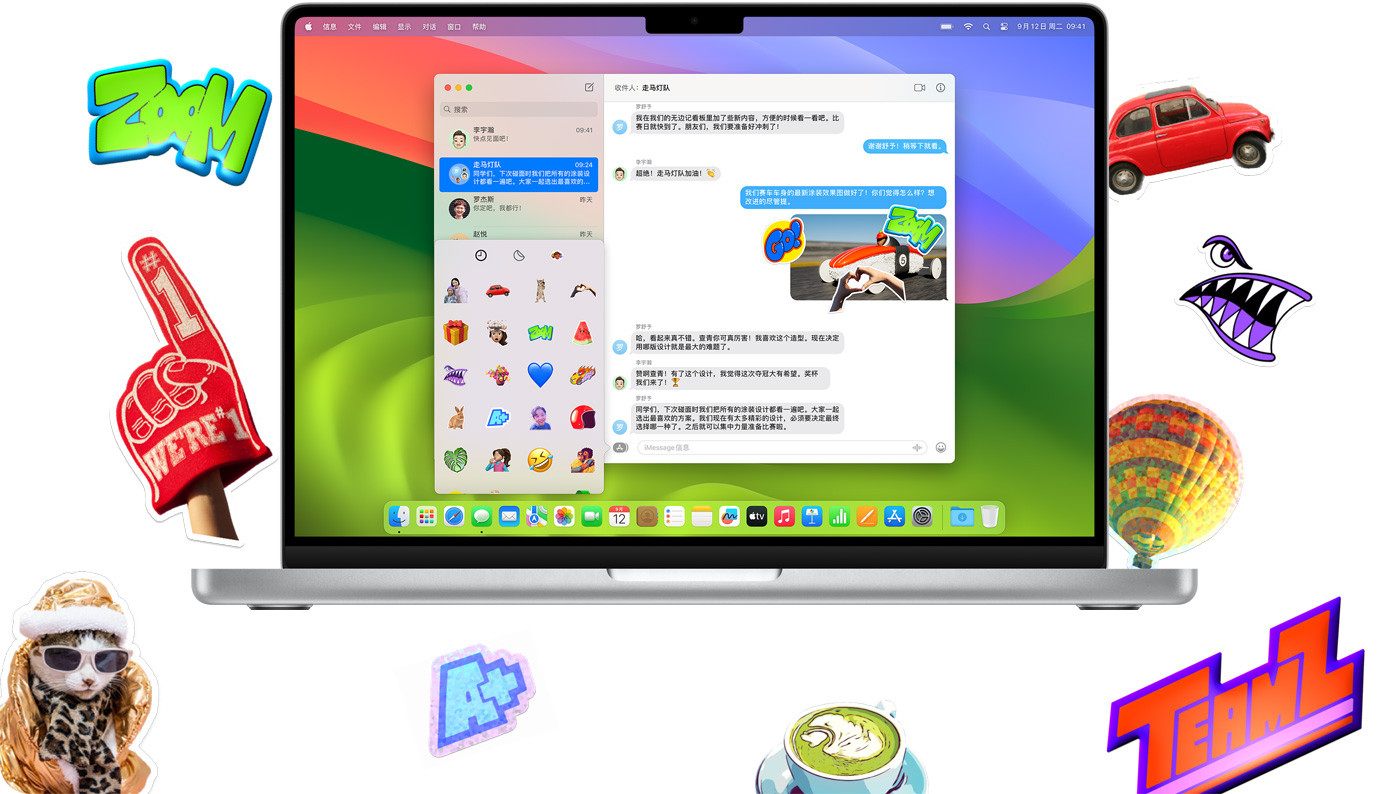 信息 文件 编辑 显示 对话 窗口 帮助
9月12日 周二 09:41
ZOOM
#1
WE'RE #1
搜索
李宇瀚 09:41
快点见面吧！
走马灯队 09:24
同学们，下次碰面时我们把所有的涂装设
计都看一遍吧。大家一起选出最喜欢的...
罗杰斯 昨天
你定吧，我都行！
赵悦 昨天
ZOOM
A+
收件人：走马灯队
罗舒予
罗
我在我们的无边记看板里加了些新内容，方便的时候看一看吧。比
赛日就快到了。朋友们，我们要准备好冲刺了！
谢谢舒予！稍等下就看。
李宇瀚
超绝！走马灯队加油！
我们赛车车身的最新涂装效果图做好了！你们觉得怎么样？想
改进的尽管提。
GO!
ZOOM
5
罗舒予
罗
哈，看起来真不错。查青你可真厉害！我喜欢这个造型。现在决定
用哪版设计就是最大的难题了。
李宇瀚
赞啊查青！有了这个设计，我觉得这次夺冠大有希望。奖杯
我们来了！
罗舒予
罗
同学们，下次碰面时我们把所有的涂装设计都看一遍吧。大家一起
选出最喜欢的方案。我们现在有太多精彩的设计，必须要决定最终
选择哪一种了。之后就可以集中力量准备比赛啦。
iMessage信息
9月
12
tv
A+
TEAMZ